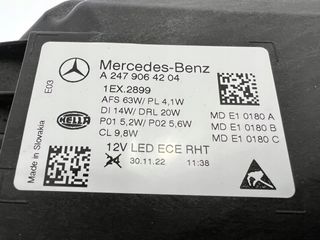 E03
Mercedes-Benz
A 247 906 42 04
1EX.2899
AFS 63W/ PL 4,1W
DI 14W/ DRL 20W
P01 5,2W/ P02 5,6W
CL 9,8W
MD E1 0180 A
MD E1 0180 B
MD E1 0180 C
HELLA
Made in Slovakia
12V LED ECE RHT
30.11.22 11:38